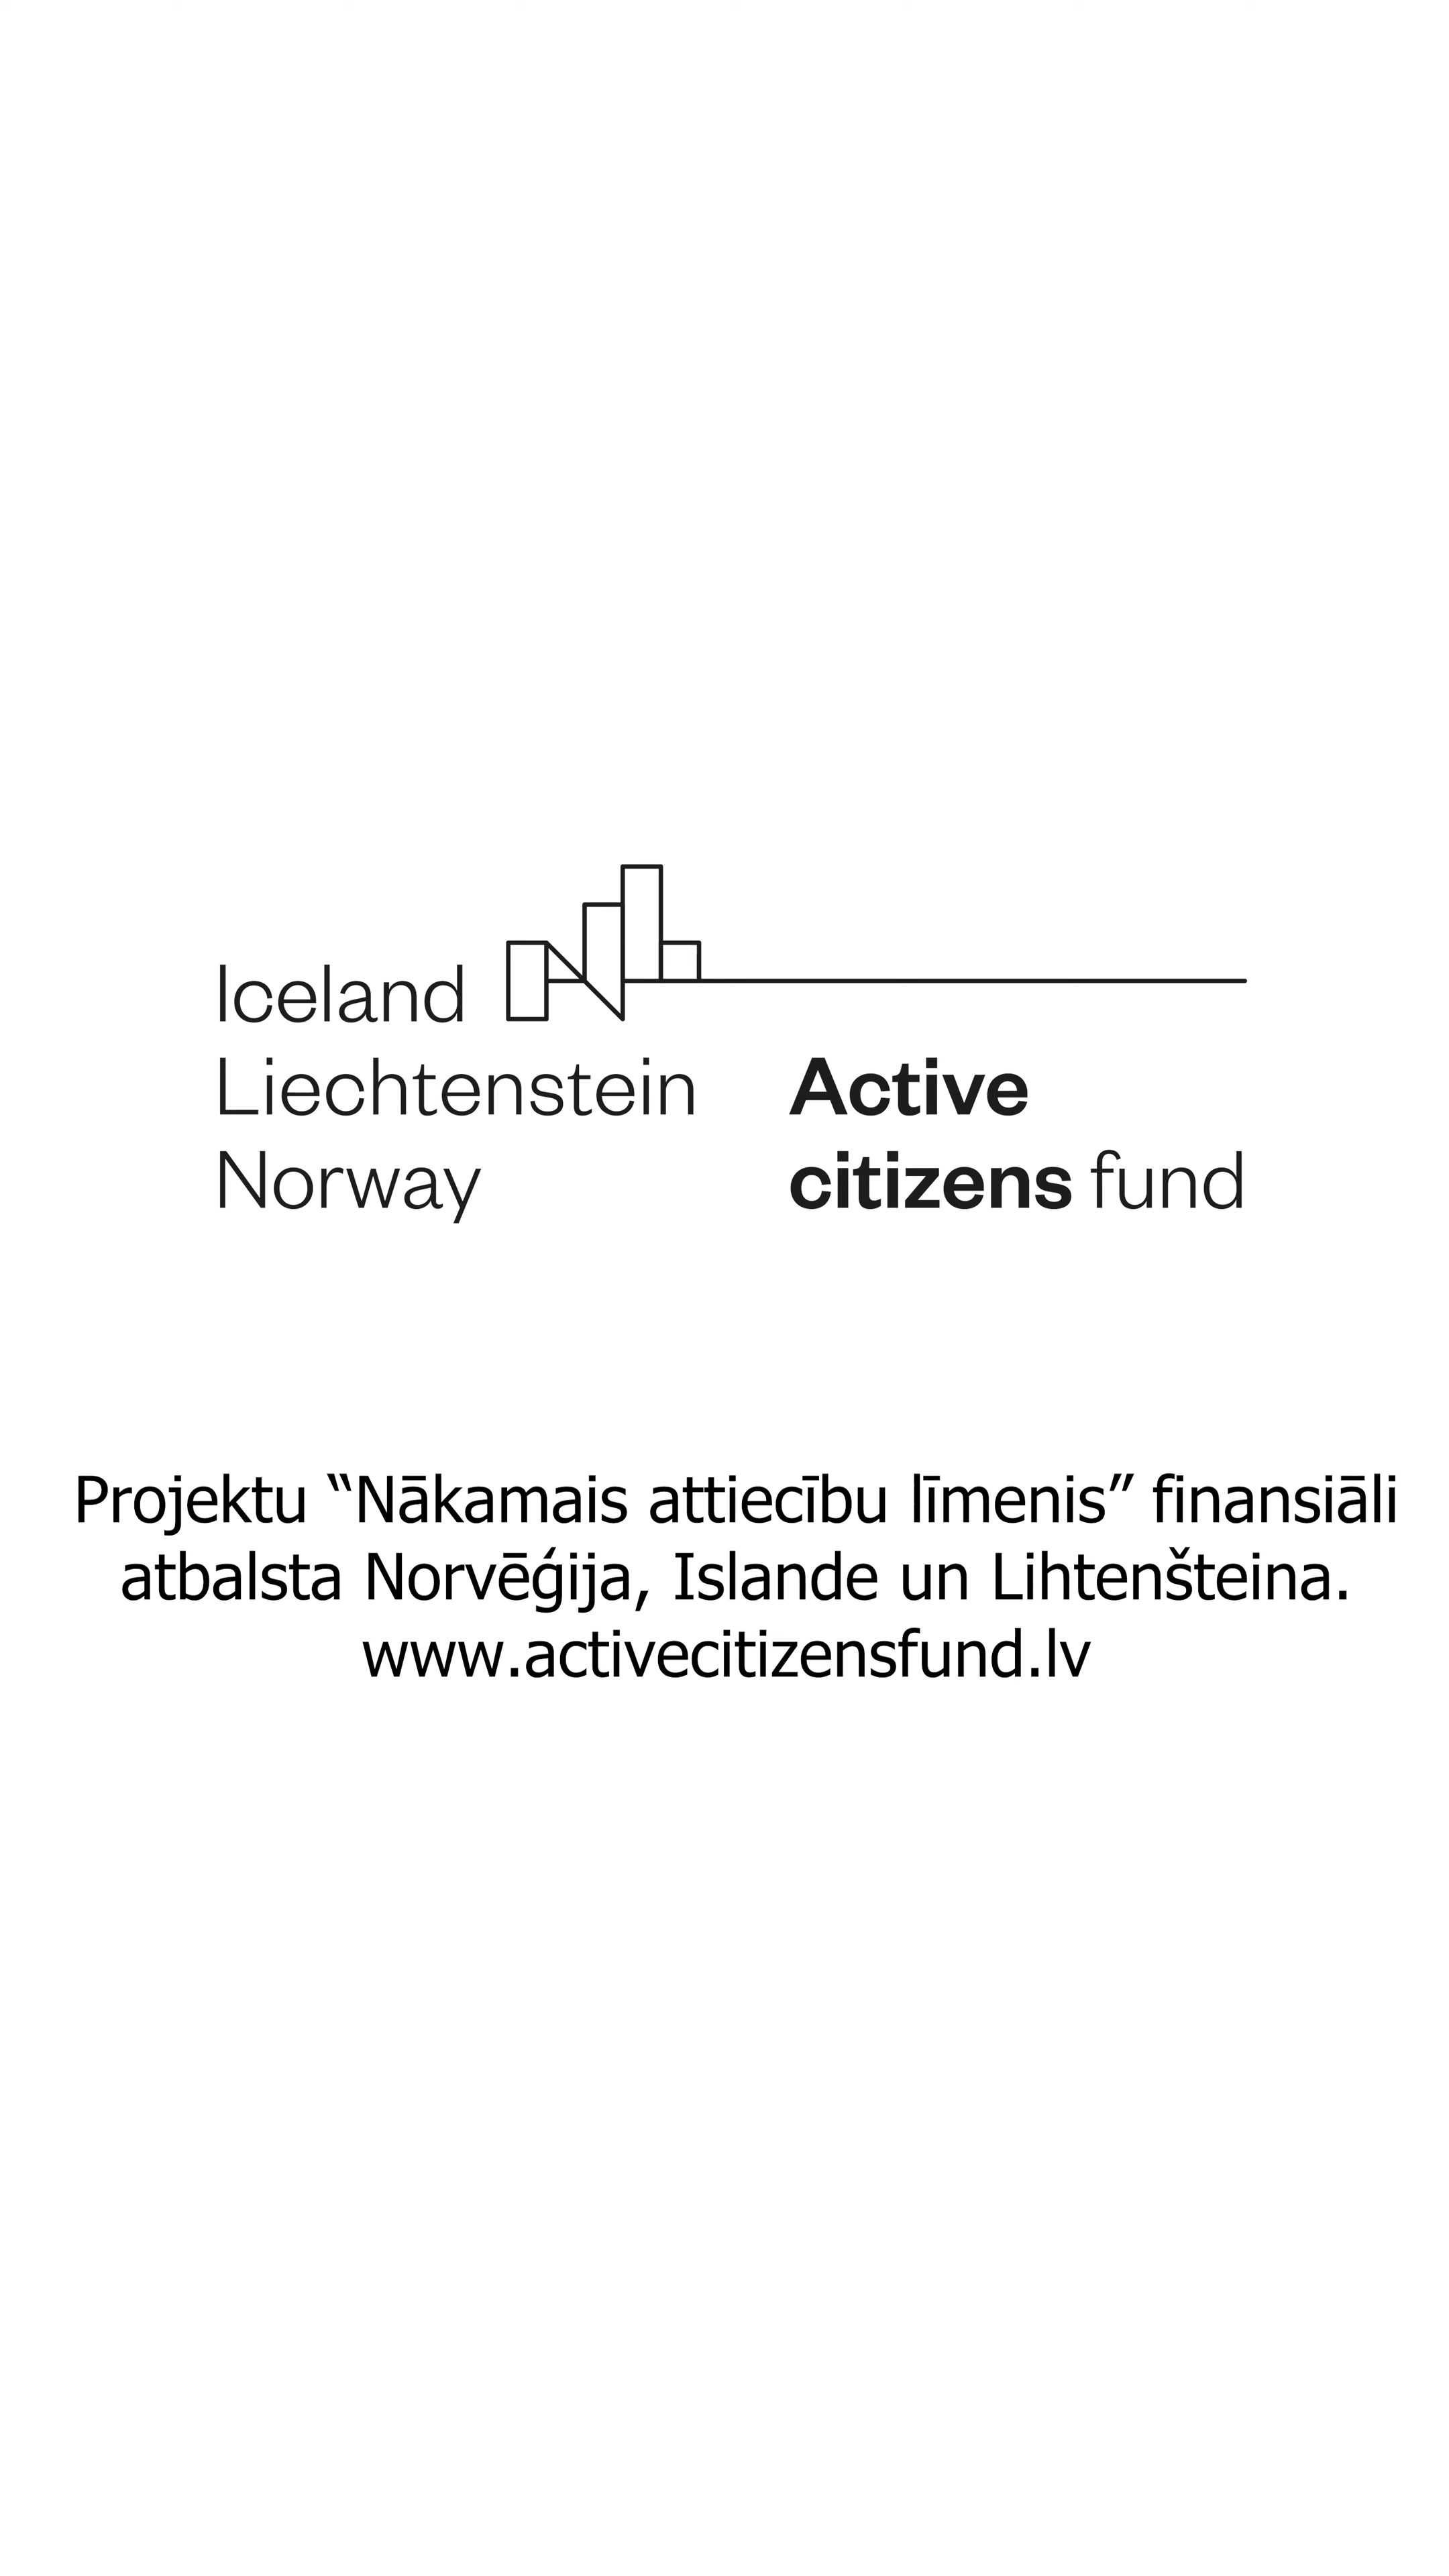 Iceland
Liechtenstein
Norway
Active
citizens fund
Projektu “Nākamais attiecību līmenis” finansiāli
atbalsta Norvēģija, Islande un Lihtenšteina.
www.activecitizensfund.lv